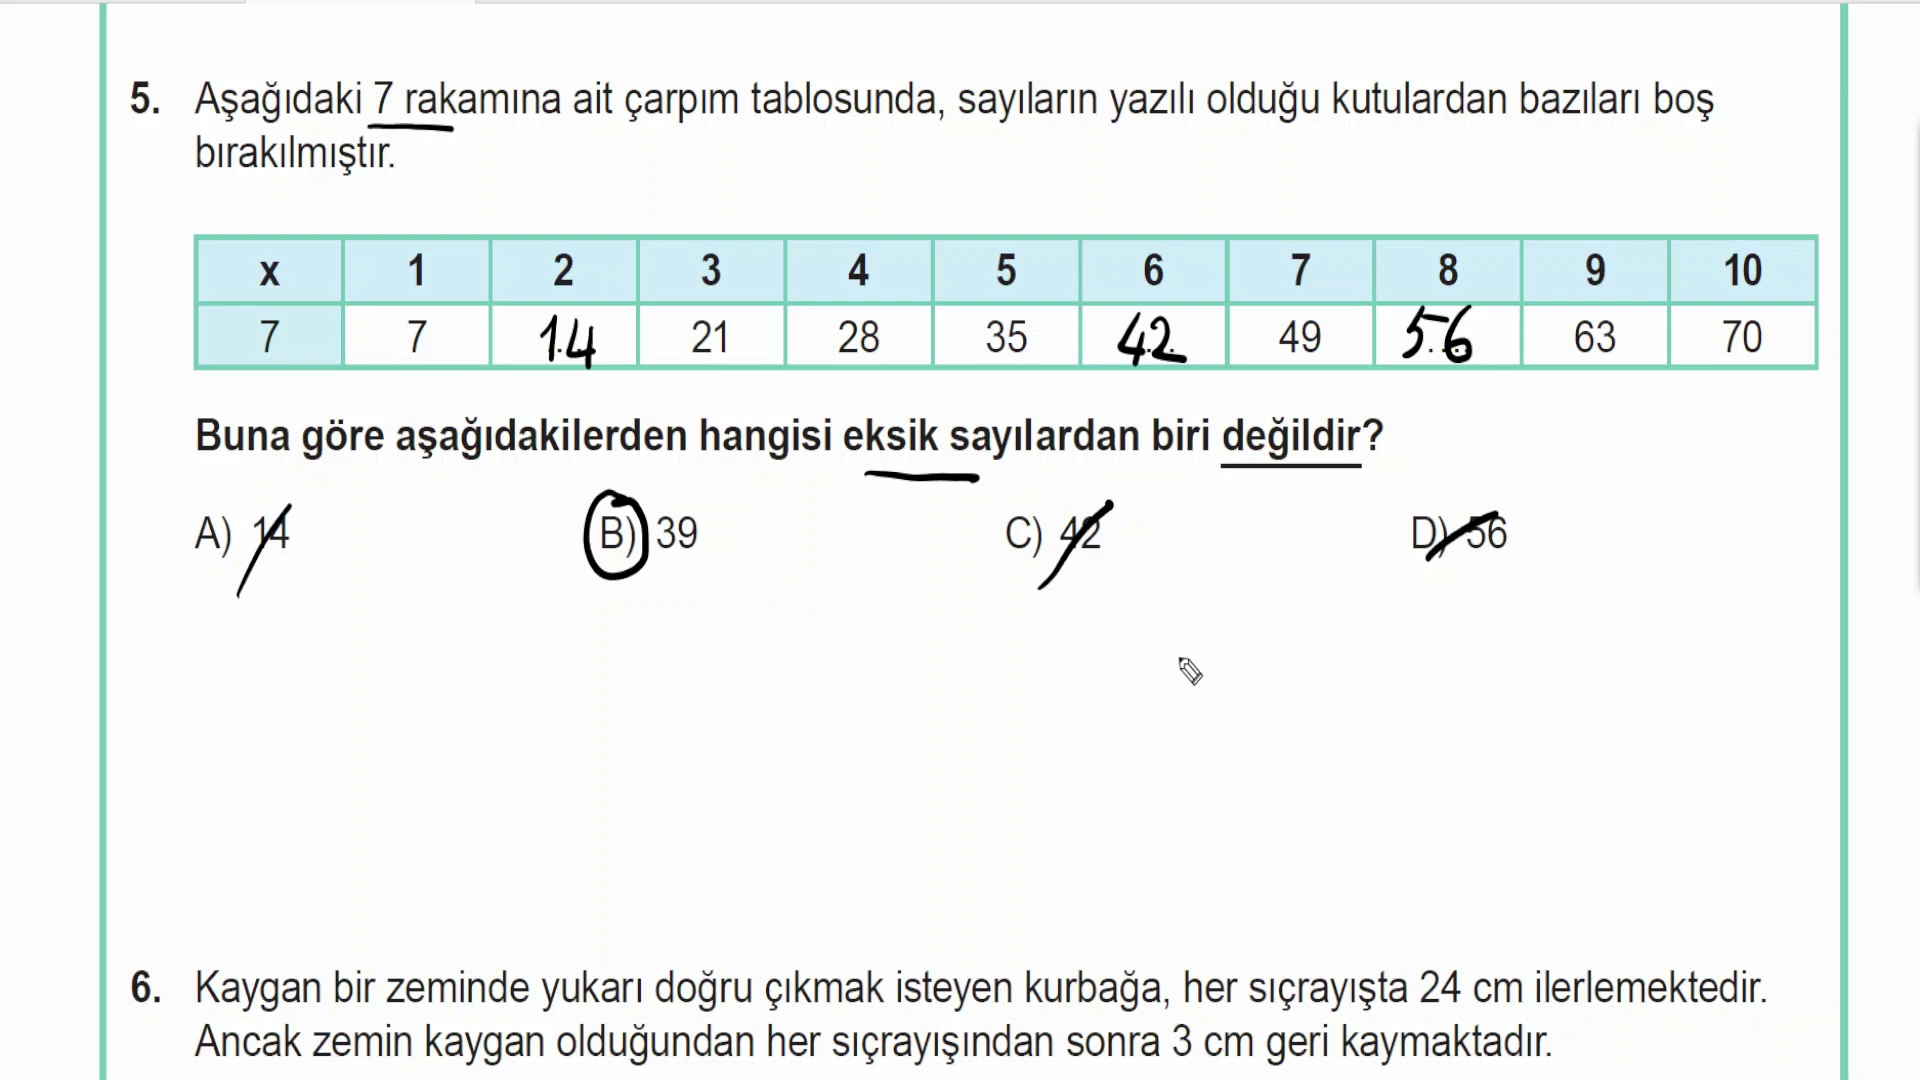 5. Aşağıdaki 7 rakamına ait çarpım tablosunda, sayıların yazılı olduğu kutulardan bazıları boş
bırakılmıştır.
x 1 2 3 4 5 6 7 8 9 10
7 7 14 21 28 35 42 49 56 63 70
Buna göre aşağıdakilerden hangisi eksik sayılardan biri değildir?
A) 14 B) 39 C) 42 D) 56
6. Kaygan bir zeminde yukarı doğru çıkmak isteyen kurbağa, her sıçrayışta 24 cm ilerlemektedir.
Ancak zemin kaygan olduğundan her sıçrayışından sonra 3 cm geri kaymaktadır.